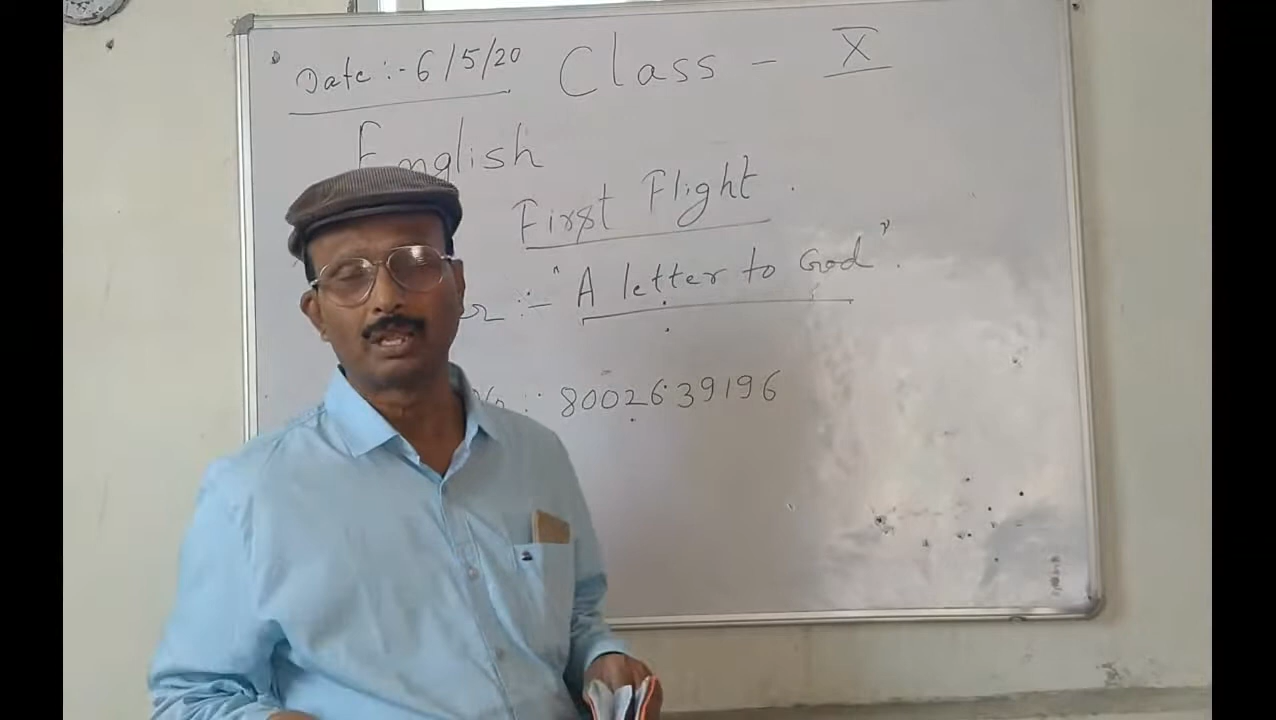 Date :- 6/5/20 Class - X
English
First Flight.
:- "A letter to God".
: 8002639196